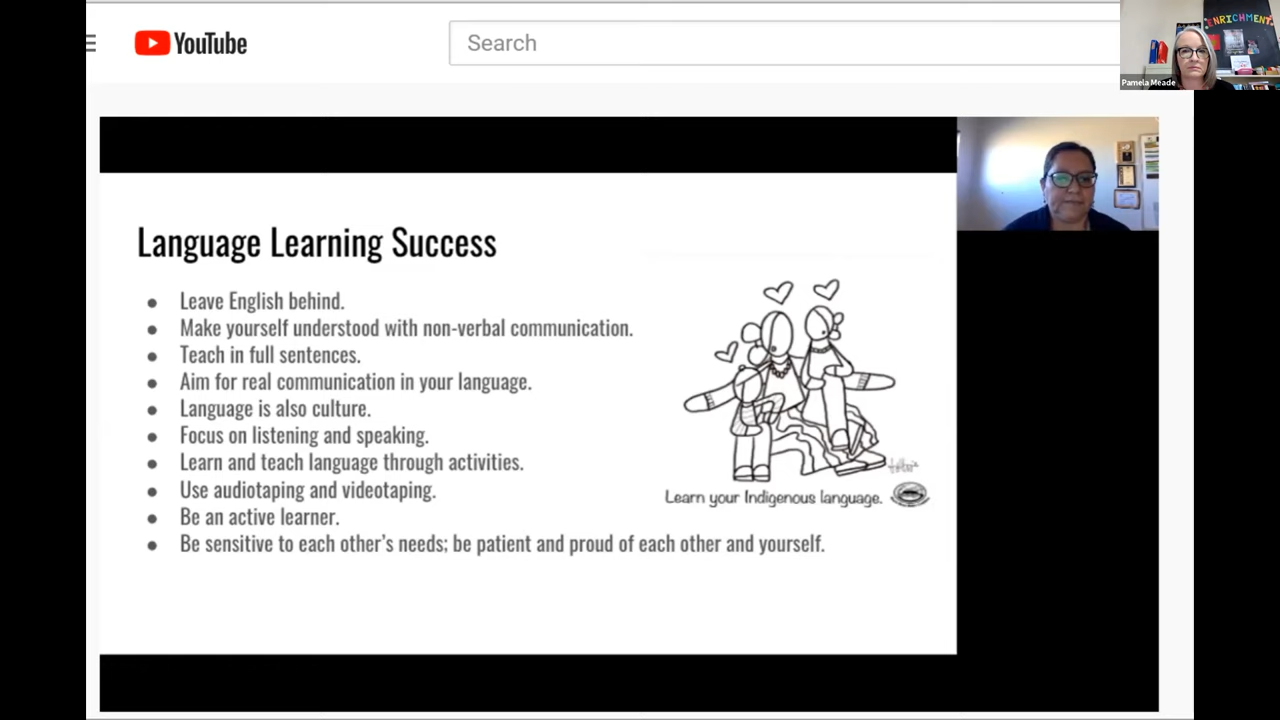 YouTube
Search
ENRICHMENT
Pamela Meade
Language Learning Success
● Leave English behind.
● Make yourself understood with non-verbal communication.
● Teach in full sentences.
● Aim for real communication in your language.
● Language is also culture.
● Focus on listening and speaking.
● Learn and teach language through activities.
● Use audiotaping and videotaping.
● Be an active learner.
● Be sensitive to each other's needs; be patient and proud of each other and yourself.
Learn your Indigenous language.